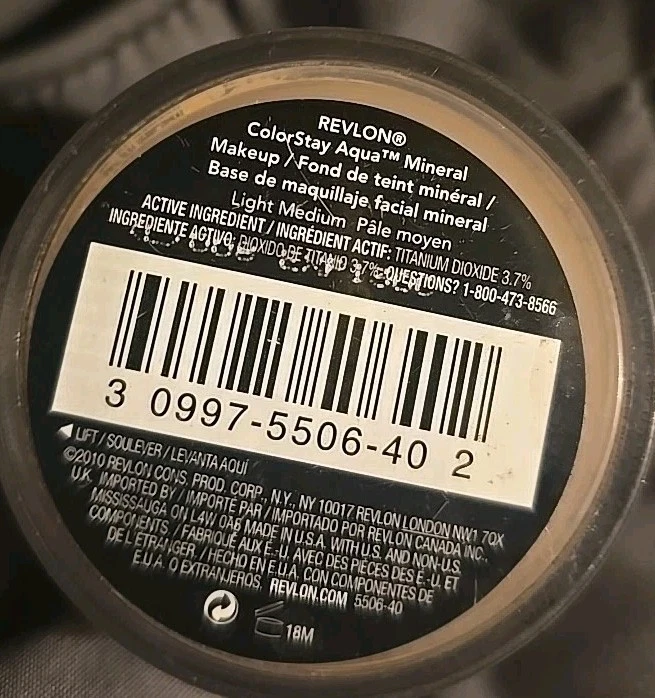 REVLON®
ColorStay Aqua™ Mineral
Makeup / Fond de teint minéral /
Base de maquillaje facial mineral
Light Medium Pâle moyen
ACTIVE INGREDIENT / INGRÉDIENT ACTIF: TITANIUM DIOXIDE 3.7%
INGREDIENTE ACTIVO: DIOXIDO DE TITANIO 3.7% QUESTIONS? 1-800-473-8566
3 0997-5506-40 2
LIFT / SOULEVER / LEVANTA AQUÍ
©2010 REVLON CONS. PROD. CORP., N.Y., NY 10017 REVLON LONDON NW1 7QX
U.K. IMPORTED BY / IMPORTÉ PAR / IMPORTADO POR REVLON CANADA INC.,
MISSISSAUGA ON L4W 0A6 MADE IN U.S.A. WITH U.S. AND NON-U.S.
COMPONENTS. / FABRIQUÉ AUX É.-U. AVEC DES PIÈCES DES É.-U. ET
DE L'ÉTRANGER. / HECHO EN E.U.A. CON COMPONENTES DE
E.U.A. O EXTRANJEROS. REVLON.COM 5506-40
18M